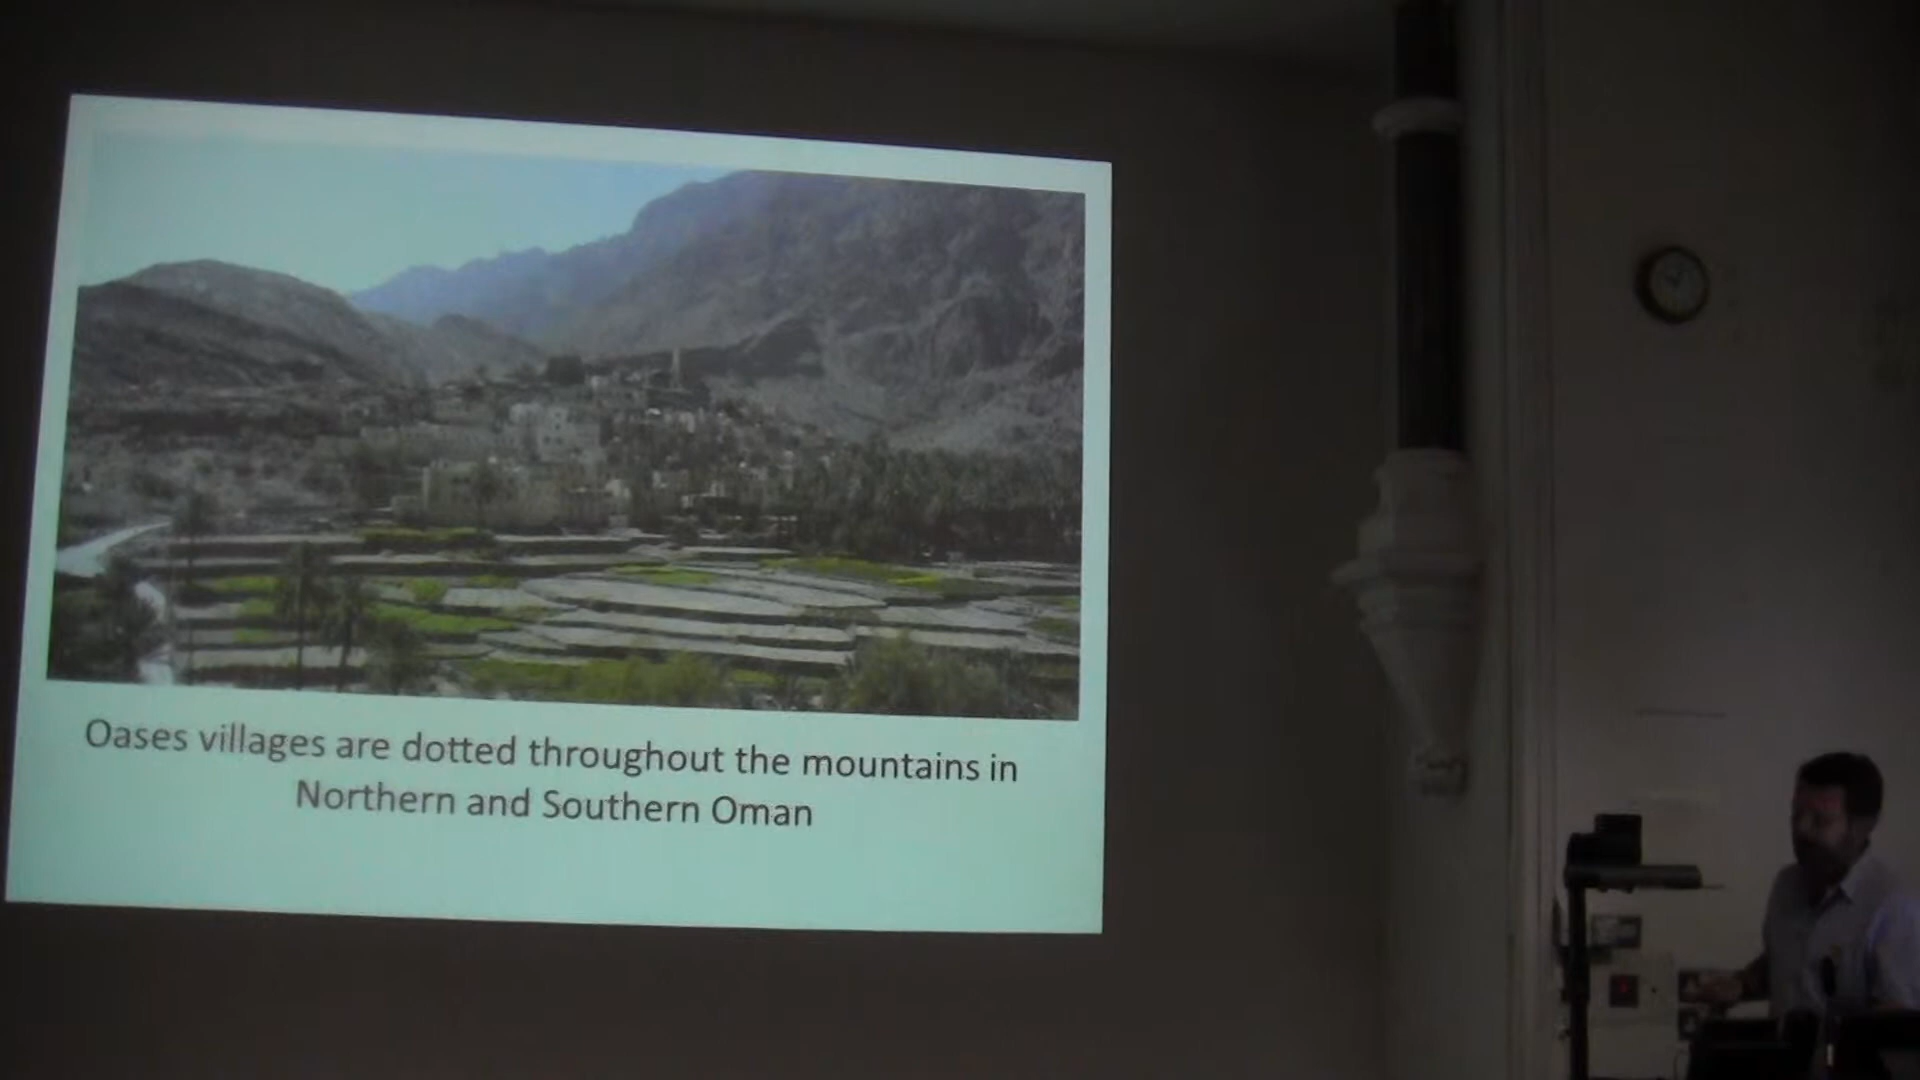 Oases villages are dotted throughout the mountains in
Northern and Southern Oman